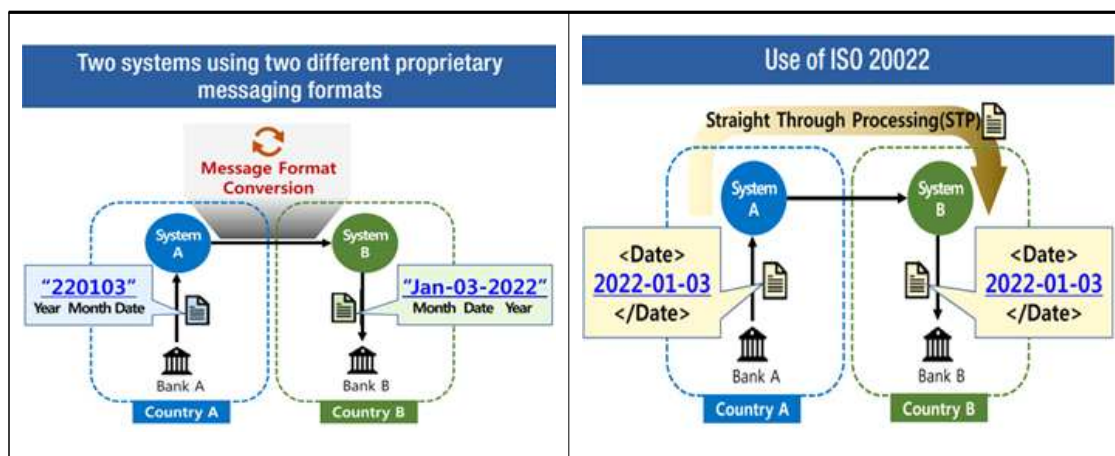 Two systems using two different proprietary
messaging formats
Message Format
Conversion
System
A
System
B
"220103"
Year Month Date
"Jan-03-2022"
Month Date Year
Bank A
Bank B
Country A
Country B
Use of ISO 20022
Straight Through Processing(STP)
System
A
System
B
<Date>
2022-01-03
</Date>
<Date>
2022-01-03
</Date>
Bank A
Bank B
Country A
Country B